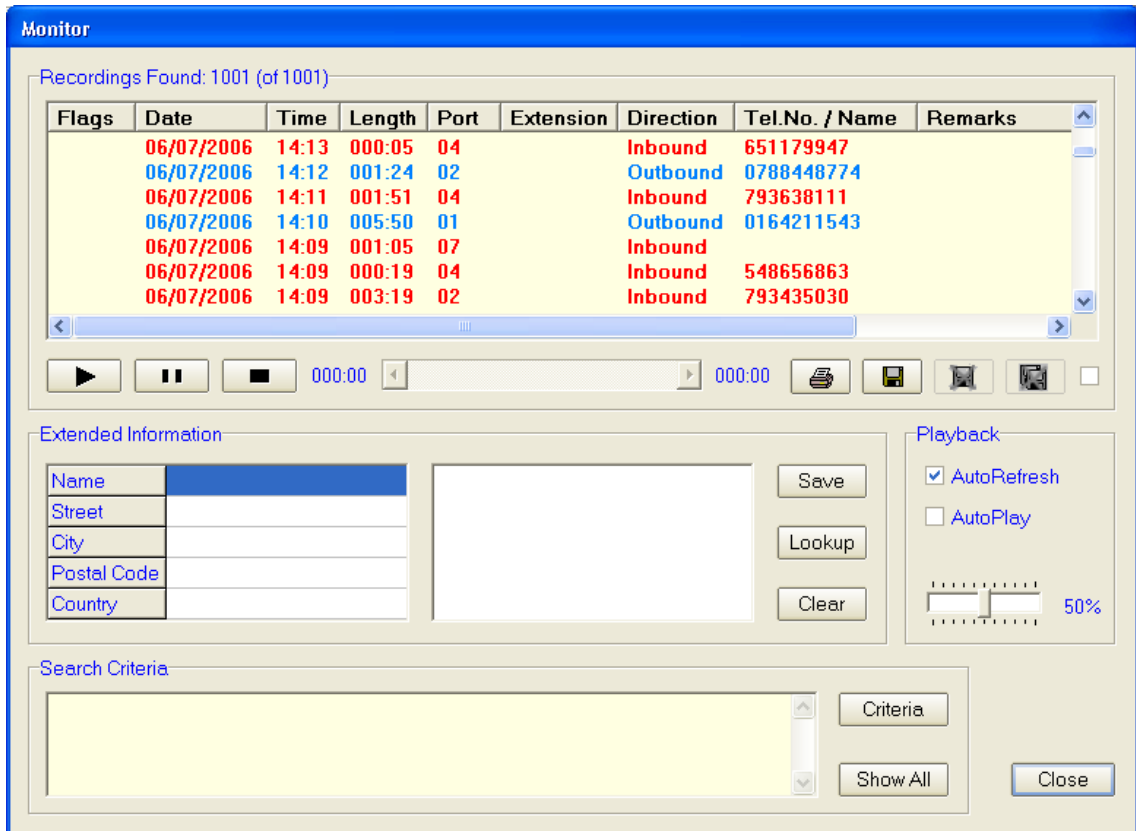 Monitor
Recordings Found: 1001 (of 1001)
Flags Date Time Length Port Extension Direction Tel.No. / Name Remarks
06/07/2006 14:13 000:05 04 Inbound 651179947
06/07/2006 14:12 001:24 02 Outbound 0788448774
06/07/2006 14:11 001:51 04 Inbound 793638111
06/07/2006 14:10 005:50 01 Outbound 0164211543
06/07/2006 14:09 001:05 07 Inbound
06/07/2006 14:09 000:19 04 Inbound 548656863
06/07/2006 14:09 003:19 02 Inbound 793435030
000:00 000:00
Extended Information
Name
Street
City
Postal Code
Country
Save
Lookup
Clear
Playback
AutoRefresh
AutoPlay
50%
Search Criteria
Criteria
Show All
Close